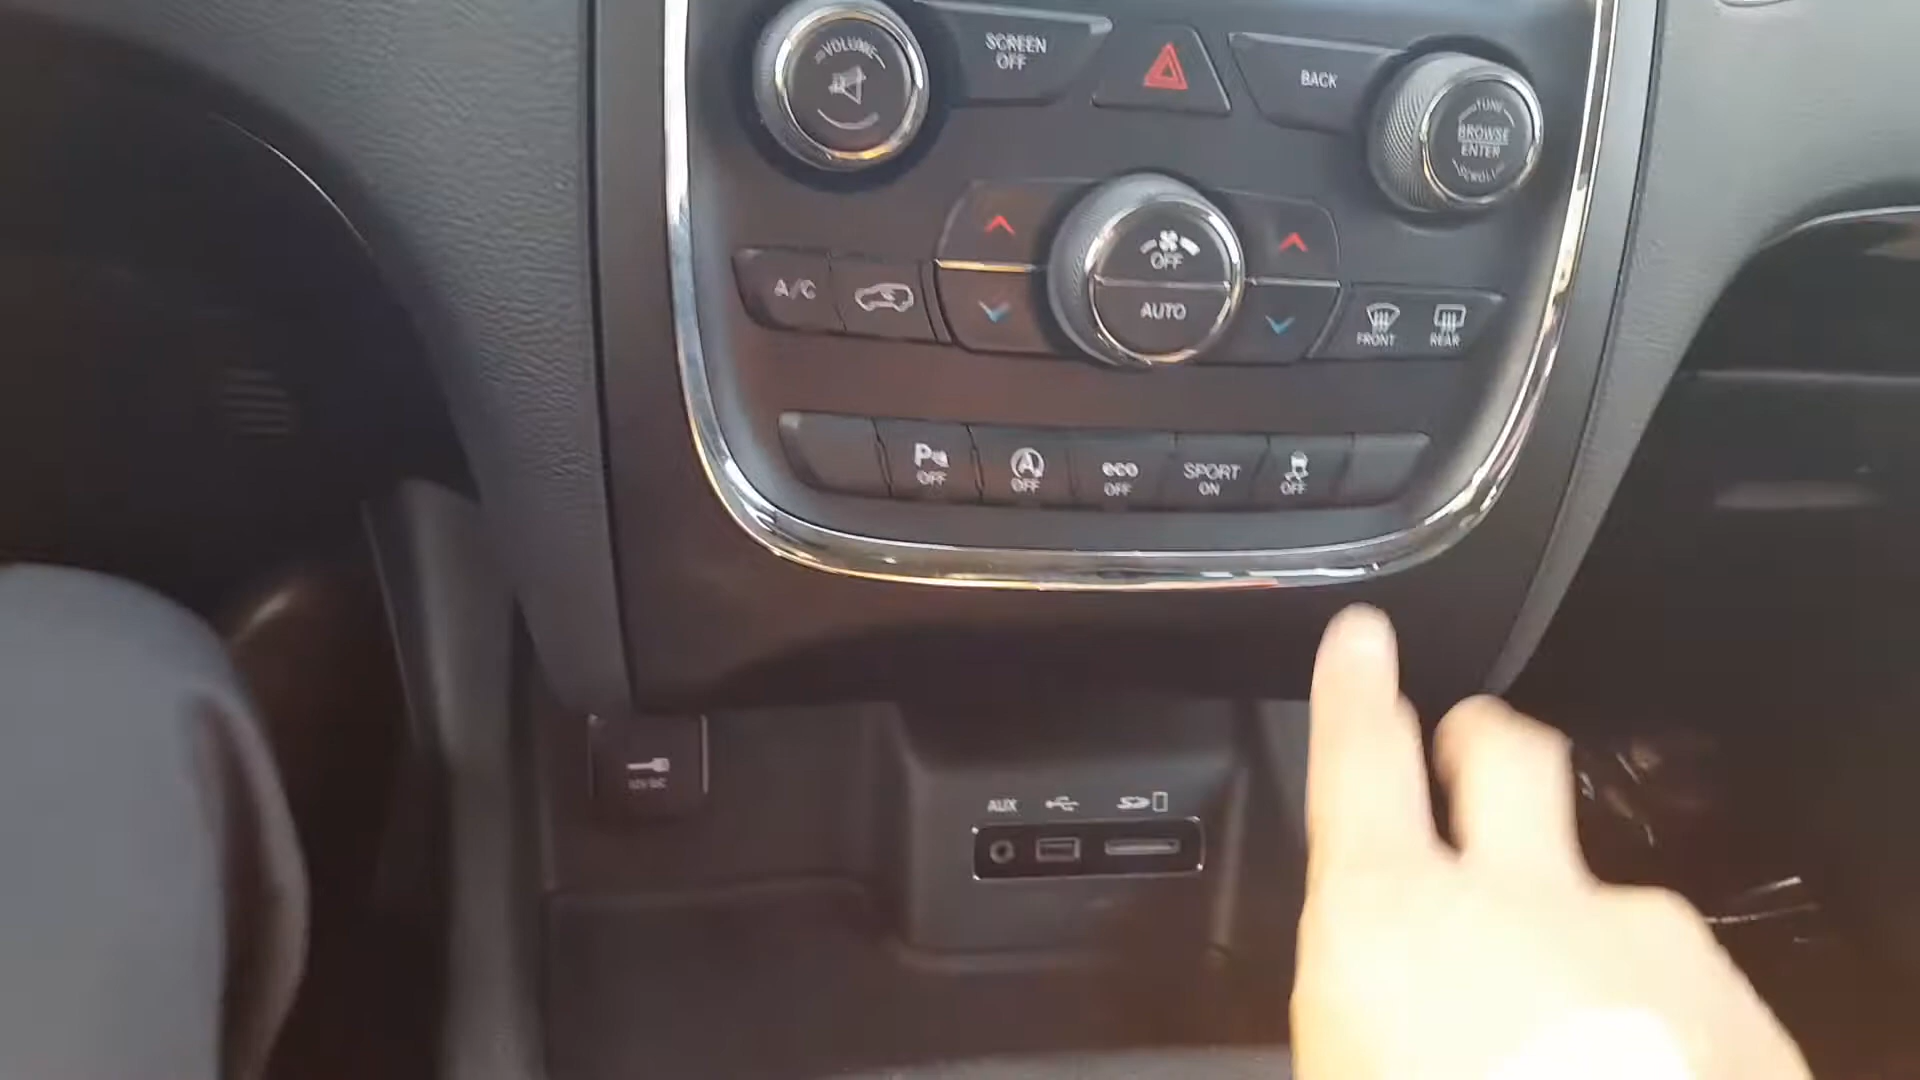 VOLUME
SCREEN
OFF
BACK
TUNE
BROWSE
ENTER
SCROLL
OFF
AUTO
A/C
FRONT
REAR
P
OFF
A
OFF
eco
OFF
SPORT
ON
OFF
AUX